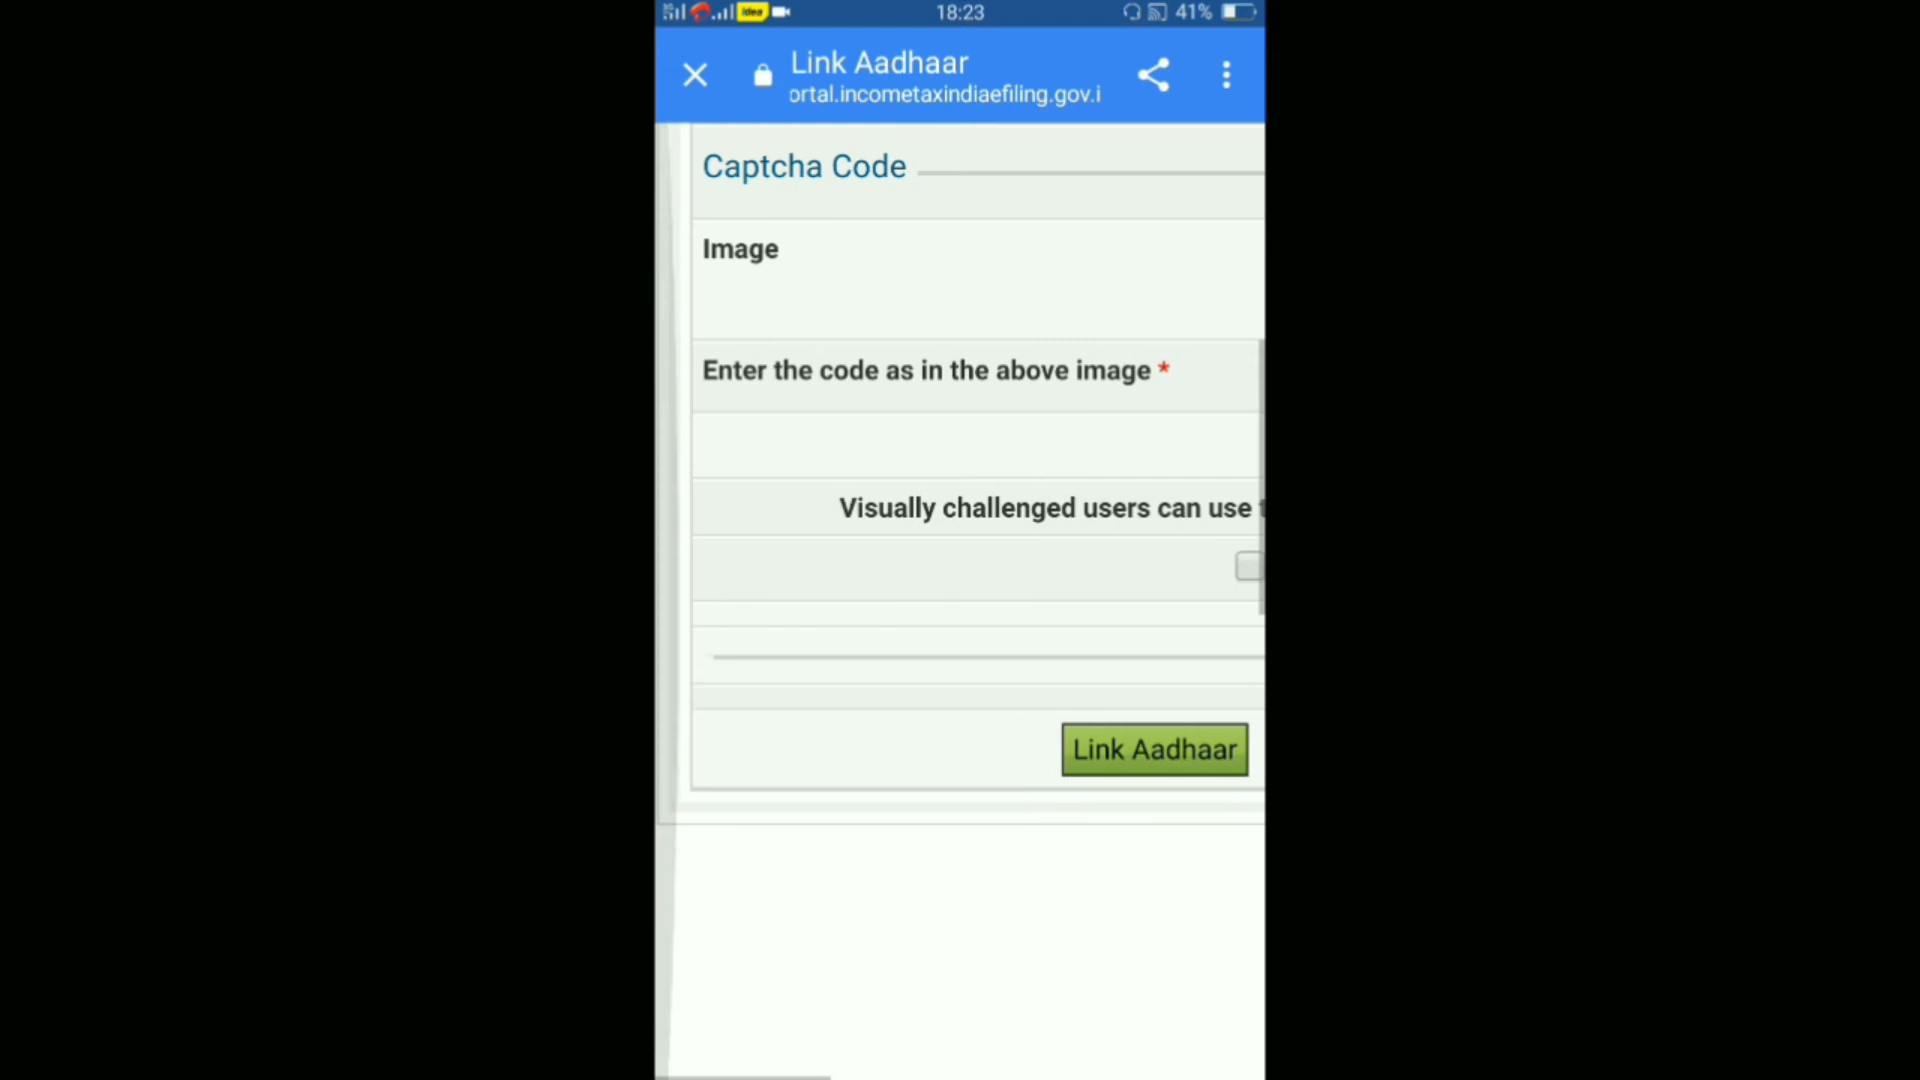 idea 18:23 41%
Link Aadhaar
ortal.incometaxindiaefiling.gov.i
Captcha Code
Image
Enter the code as in the above image *
Visually challenged users can use t
Link Aadhaar